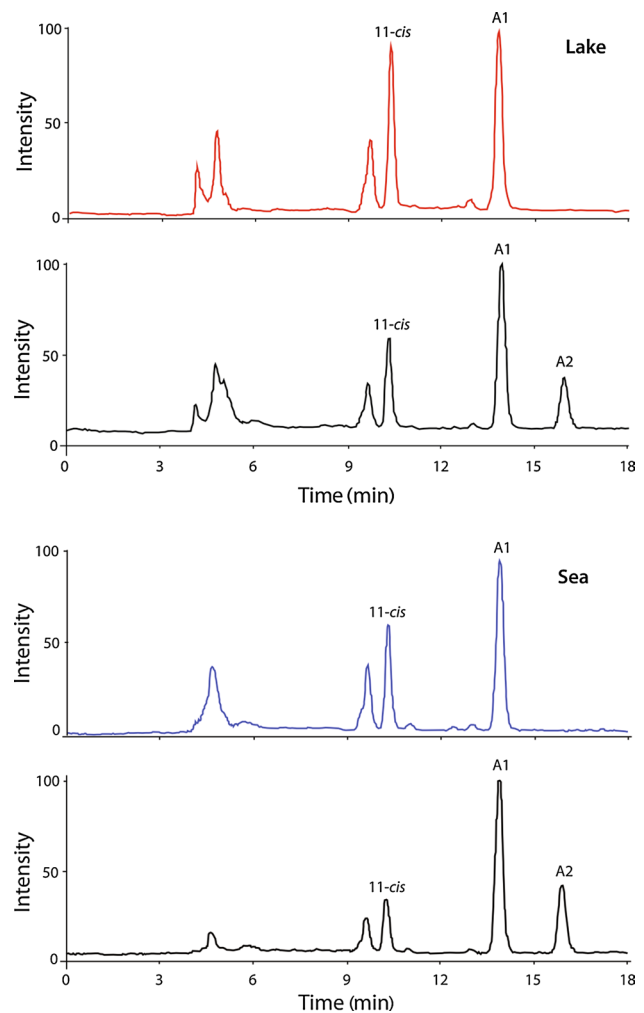 Lake
Intensity
100
50
0
11-cis
A1
Intensity
100
50
0
11-cis
A1
A2
0 3 6 9 12 15 18
Time (min)
Sea
Intensity
100
50
0
11-cis
A1
Intensity
100
50
0
11-cis
A1
A2
0 3 6 9 12 15 18
Time (min)